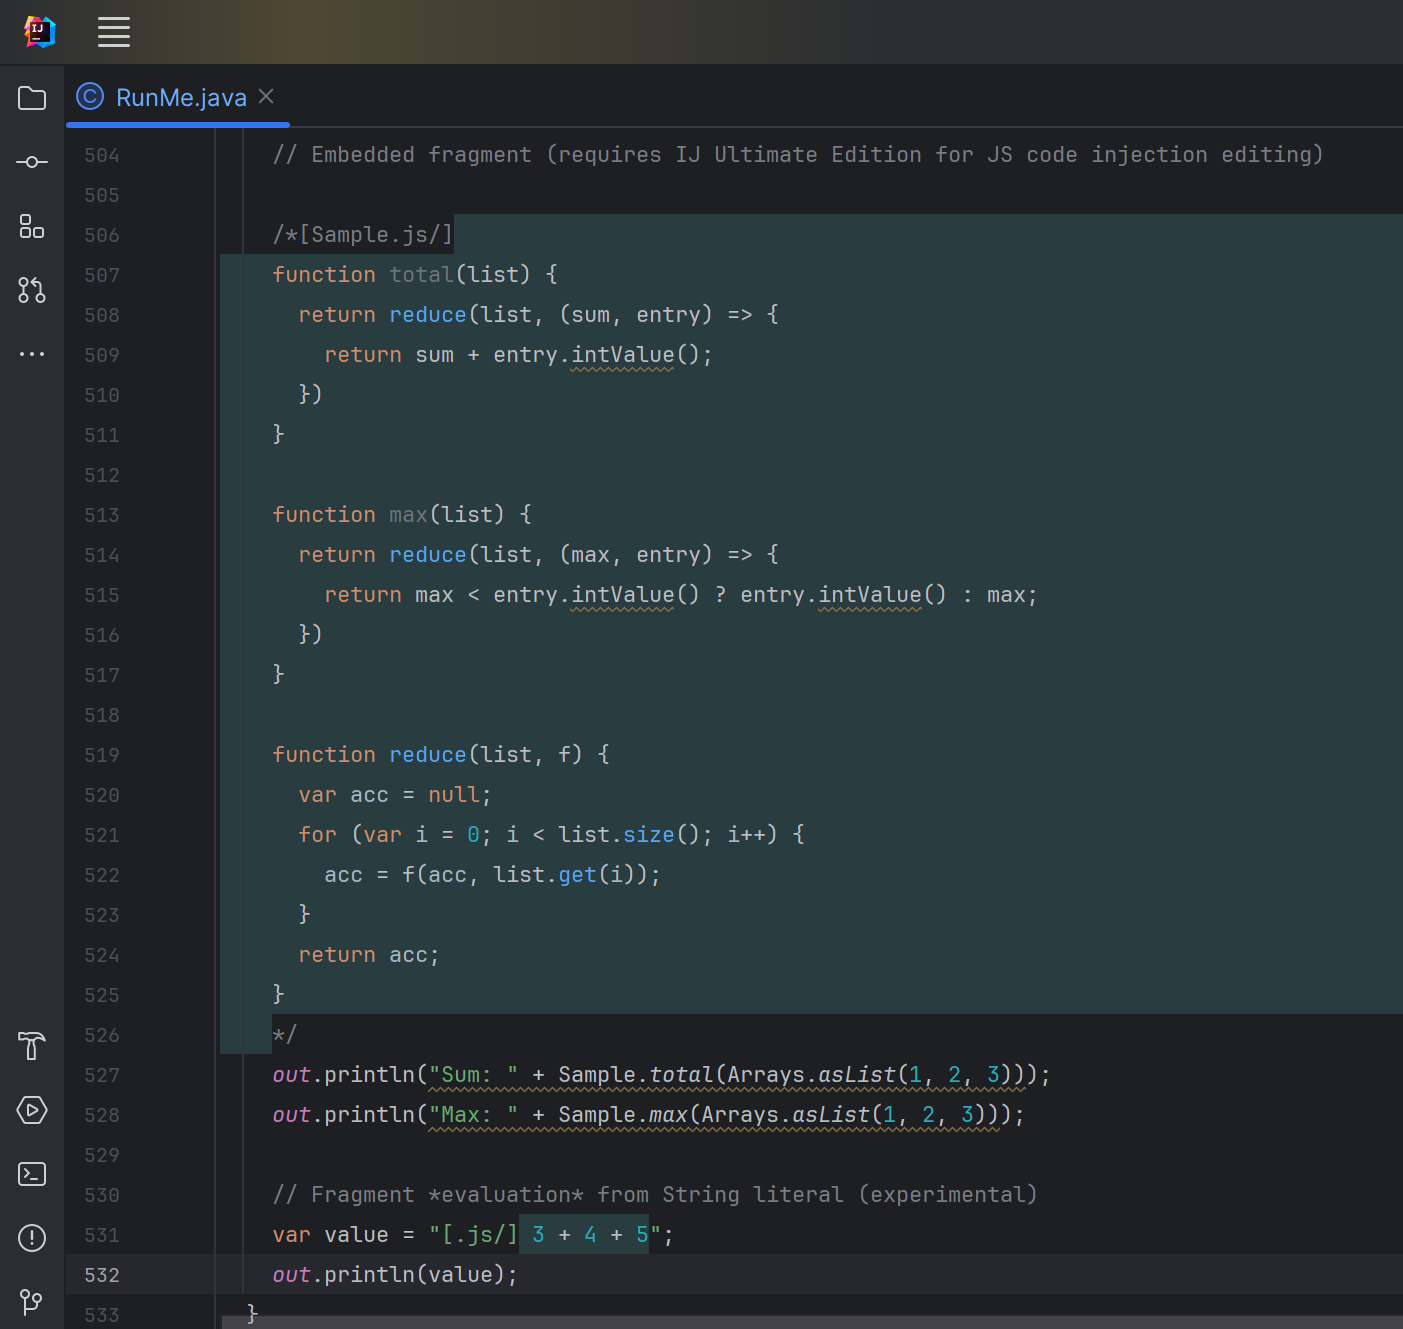 IJ
RunMe.java
504 // Embedded fragment (requires IJ Ultimate Edition for JS code injection editing)
505
506 /*[Sample.js/]
507 function total(list) {
508   return reduce(list, (sum, entry) => {
509     return sum + entry.intValue();
510   })
511 }
512
513 function max(list) {
514   return reduce(list, (max, entry) => {
515     return max < entry.intValue() ? entry.intValue() : max;
516   })
517 }
518
519 function reduce(list, f) {
520   var acc = null;
521   for (var i = 0; i < list.size(); i++) {
522     acc = f(acc, list.get(i));
523   }
524   return acc;
525 }
526 */
527 out.println("Sum: " + Sample.total(Arrays.asList(1, 2, 3)));
528 out.println("Max: " + Sample.max(Arrays.asList(1, 2, 3)));
529
530 // Fragment *evaluation* from String literal (experimental)
531 var value = "[.js/] 3 + 4 + 5";
532 out.println(value);
533 }